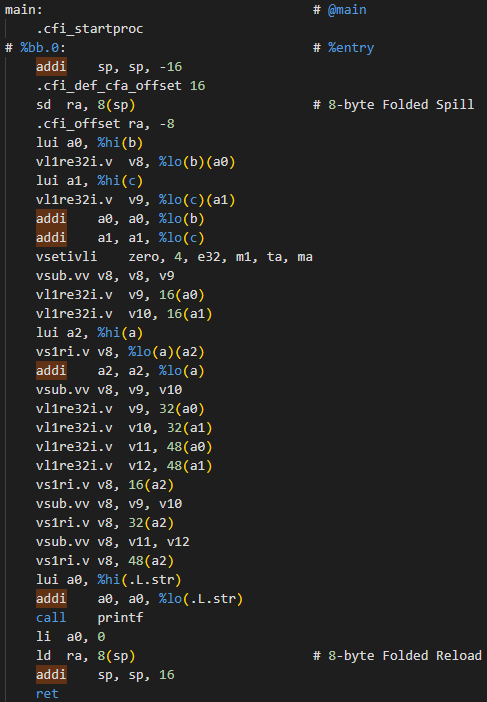 main:                                   # @main
    .cfi_startproc
# %bb.0:                                # %entry
    addi    sp, sp, -16
    .cfi_def_cfa_offset 16
    sd  ra, 8(sp)                       # 8-byte Folded Spill
    .cfi_offset ra, -8
    lui a0, %hi(b)
    vl1re32i.v  v8, %lo(b)(a0)
    lui a1, %hi(c)
    vl1re32i.v  v9, %lo(c)(a1)
    addi    a0, a0, %lo(b)
    addi    a1, a1, %lo(c)
    vsetivli    zero, 4, e32, m1, ta, ma
    vsub.vv v8, v8, v9
    vl1re32i.v  v9, 16(a0)
    vl1re32i.v  v10, 16(a1)
    lui a2, %hi(a)
    vs1ri.v v8, %lo(a)(a2)
    addi    a2, a2, %lo(a)
    vsub.vv v8, v9, v10
    vl1re32i.v  v9, 32(a0)
    vl1re32i.v  v10, 32(a1)
    vl1re32i.v  v11, 48(a0)
    vl1re32i.v  v12, 48(a1)
    vs1ri.v v8, 16(a2)
    vsub.vv v8, v9, v10
    vs1ri.v v8, 32(a2)
    vsub.vv v8, v11, v12
    vs1ri.v v8, 48(a2)
    lui a0, %hi(.L.str)
    addi    a0, a0, %lo(.L.str)
    call    printf
    li  a0, 0
    ld  ra, 8(sp)                       # 8-byte Folded Reload
    addi    sp, sp, 16
    ret